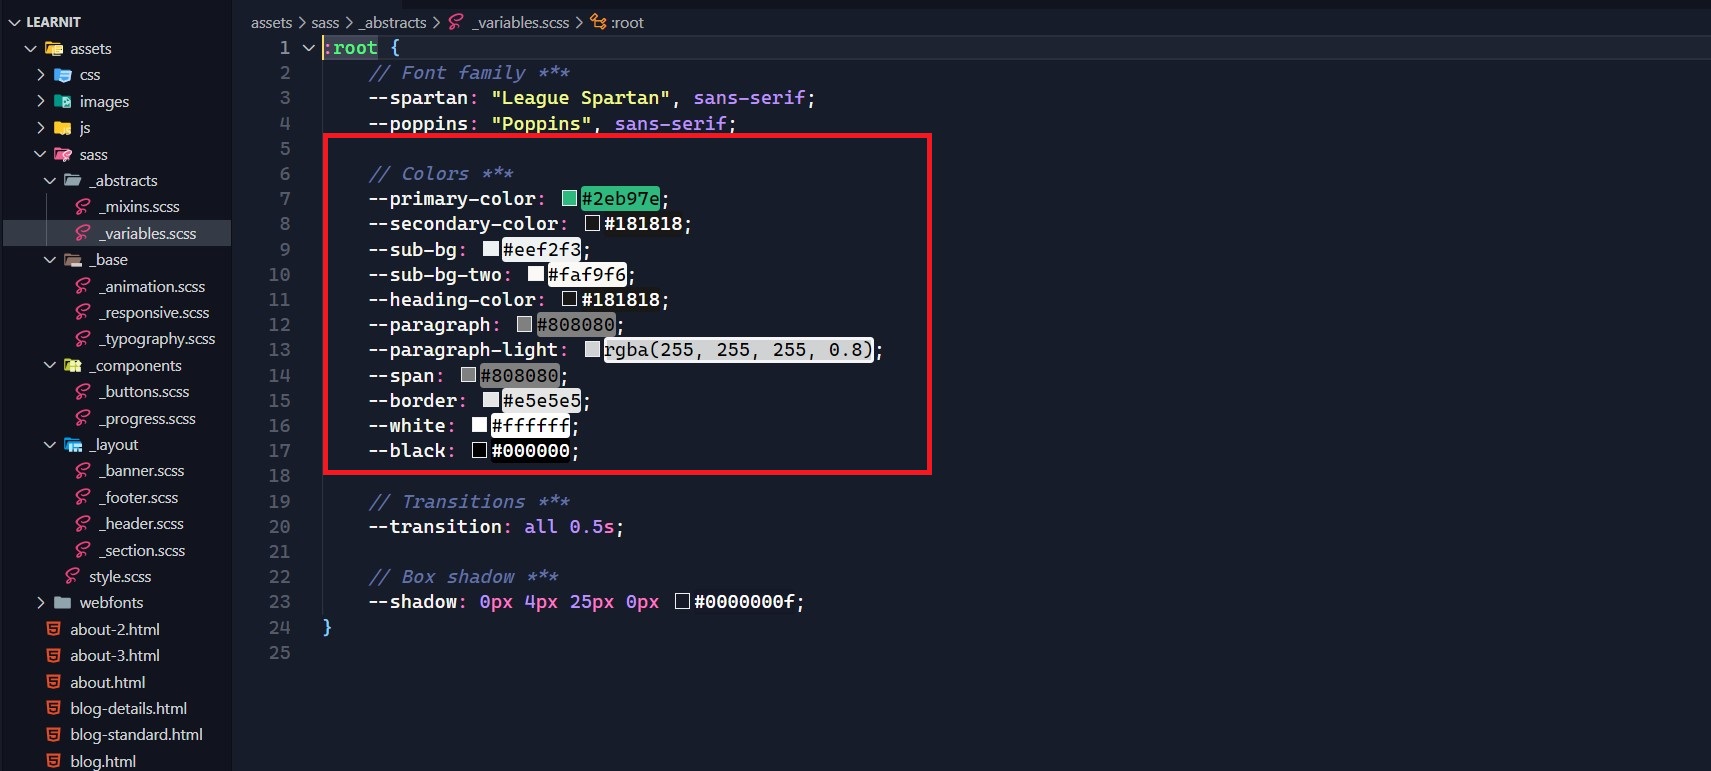 LEARNIT
assets
css
images
js
sass
_abstracts
_mixins.scss
_variables.scss
_base
_animation.scss
_responsive.scss
_typography.scss
_components
_buttons.scss
_progress.scss
_layout
_banner.scss
_footer.scss
_header.scss
_section.scss
style.scss
webfonts
about-2.html
about-3.html
about.html
blog-details.html
blog-standard.html
blog.html
assets > sass > _abstracts > _variables.scss > :root
1 :root {
2 // Font family ***
3 --spartan: "League Spartan", sans-serif;
4 --poppins: "Poppins", sans-serif;
5
6 // Colors ***
7 --primary-color: #2eb97e;
8 --secondary-color: #181818;
9 --sub-bg: #eef2f3;
10 --sub-bg-two: #faf9f6;
11 --heading-color: #181818;
12 --paragraph: #808080;
13 --paragraph-light: rgba(255, 255, 255, 0.8);
14 --span: #808080;
15 --border: #e5e5e5;
16 --white: #ffffff;
17 --black: #000000;
18
19 // Transitions ***
20 --transition: all 0.5s;
21
22 // Box shadow ***
23 --shadow: 0px 4px 25px 0px #0000000f;
24 }
25